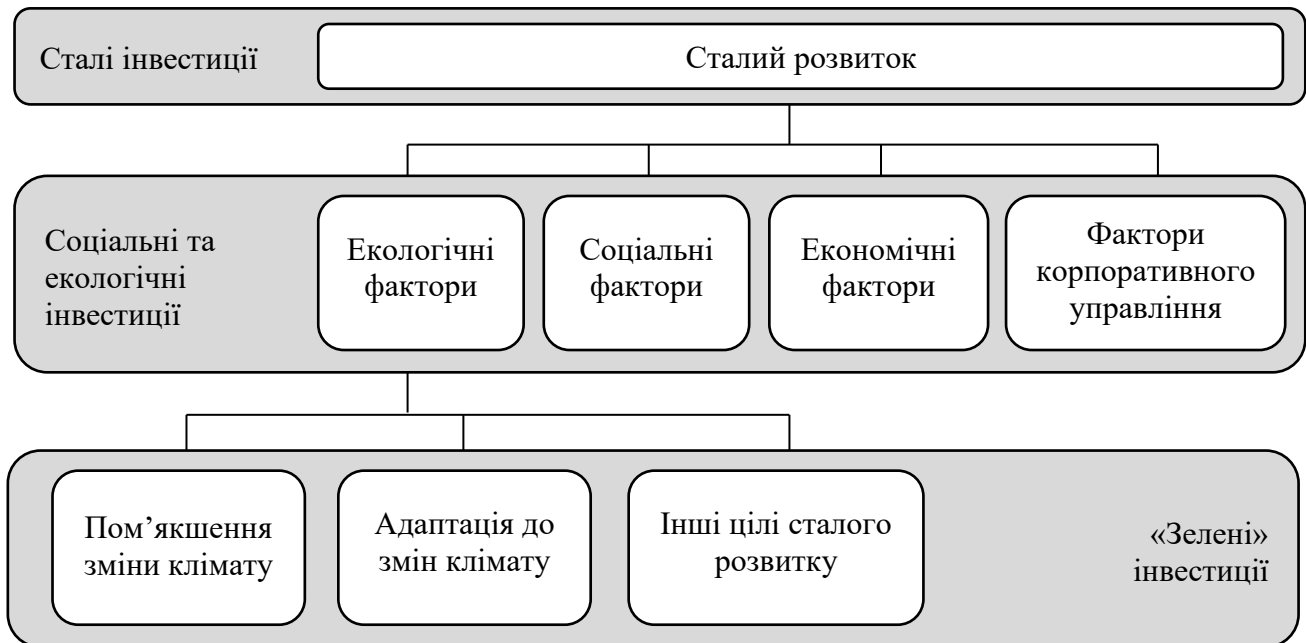 Сталі інвестиції
Сталий розвиток
Соціальні та
екологічні
інвестиції
Екологічні
фактори
Соціальні
фактори
Економічні
фактори
Фактори
корпоративного
управління
Пом’якшення
зміни клімату
Адаптація до
змін клімату
Інші цілі сталого
розвитку
«Зелені»
інвестиції